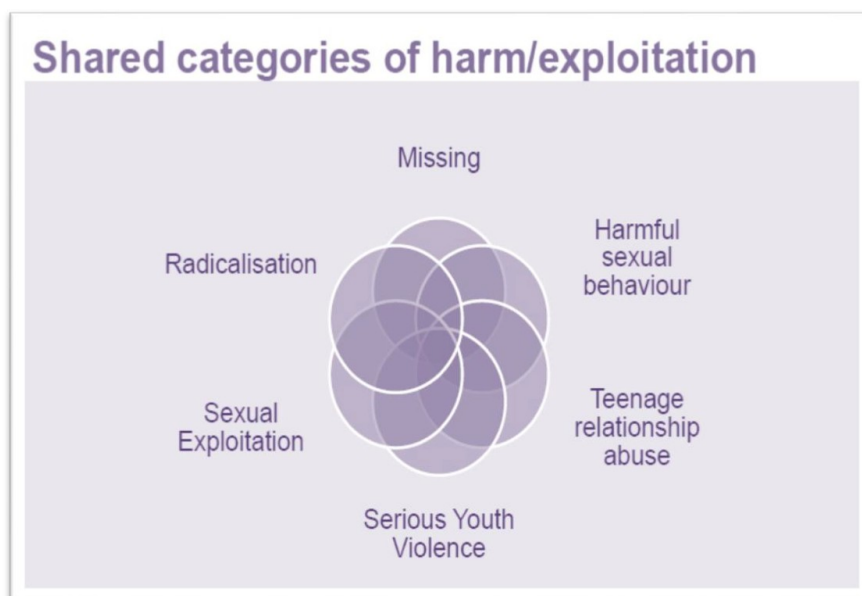 Shared categories of harm/exploitation
Missing
Harmful
sexual
behaviour
Radicalisation
Teenage
relationship
abuse
Sexual
Exploitation
Serious Youth
Violence